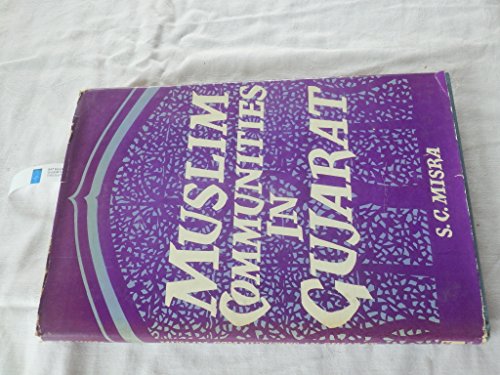 MUSLIM
COMMUNITIES
IN
GUJARAT
S. C. MISRA